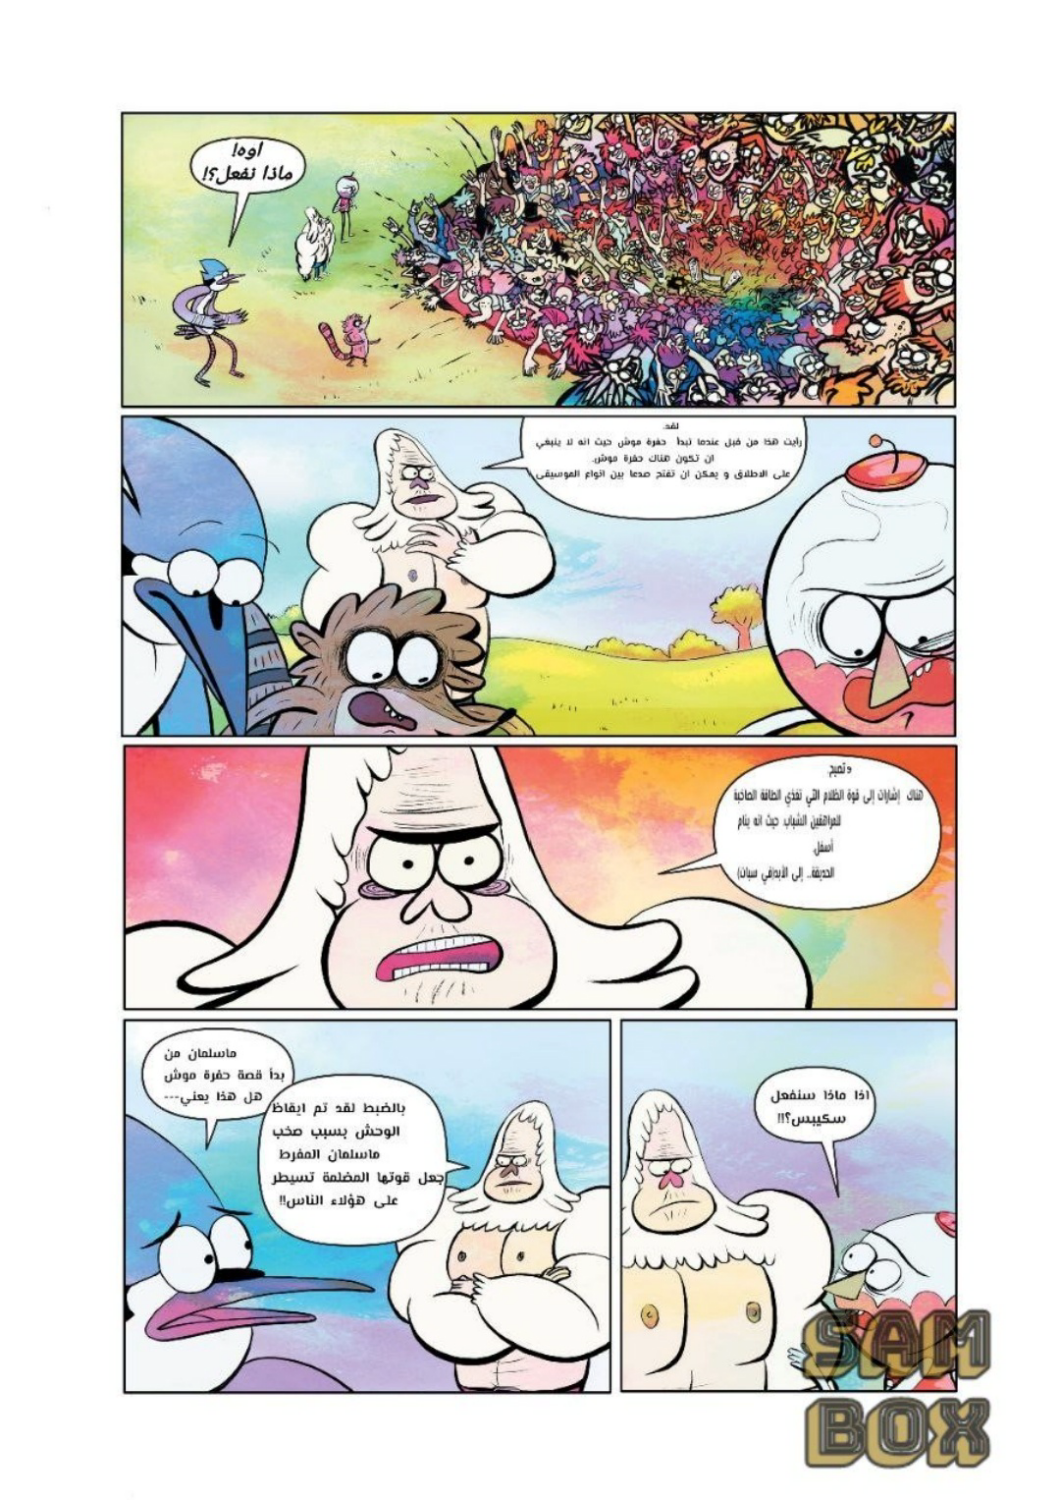 اوه!
ماذا نفعل؟!
لقد.
رأيت هذا من قبل عندما تبدأ حفرة موش حيث انه لا ينبغي
ان تكون هناك حفرة موش.
على الاطلاق و يمكن ان تفتح صدعا بين انواع الموسيقى
و تصبح
هناك إشارات إلى قوة الظلام التي تغذي الطاقة الصاخبة
للمراهقين الشباب. حيث انه ينام
أسفل.
الحديقة.. إلى الأبد(في سبات)
ماسلمان من
بدأ قصة حفرة موش
هل هذا يعني---
بالضبط لقد تم ايقاظ
الوحش بسبب صخب
ماسلمان المفرط
جعل قوتها المضلمة تسيطر
على هؤلاء الناس!!
اذا ماذا سنفعل
سكيبس؟!!
SAM
BOX